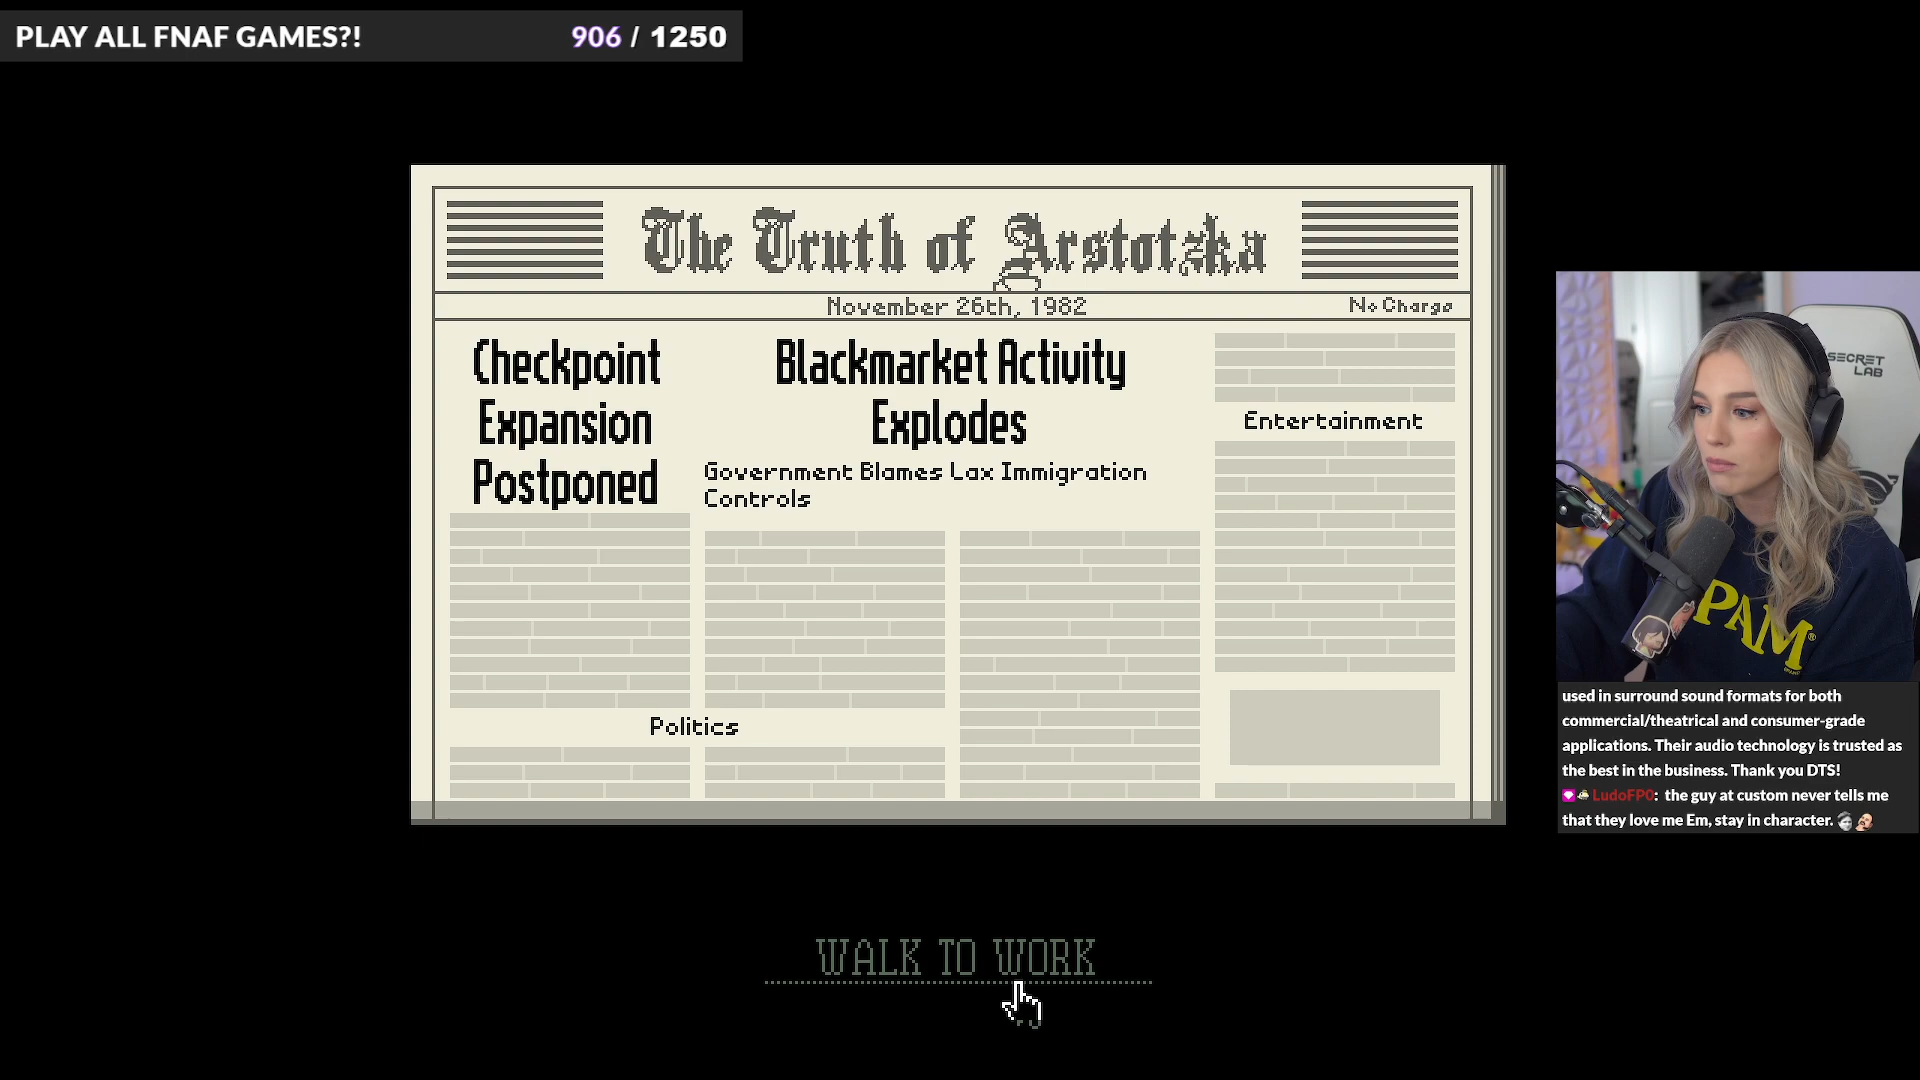 PLAY ALL FNAF GAMES?! 906 / 1250
The Truth of Arstotzka
November 26th, 1982
No Charge
Checkpoint
Expansion
Postponed
Blackmarket Activity
Explodes
Government Blames Lax Immigration
Controls
Entertainment
Politics
WALK TO WORK
SECRET
LAB
PAM®
used in surround sound formats for both
commercial/theatrical and consumer-grade
applications. Their audio technology is trusted as
the best in the business. Thank you DTS!
LudoFPO: the guy at custom never tells me
that they love me Em, stay in character.